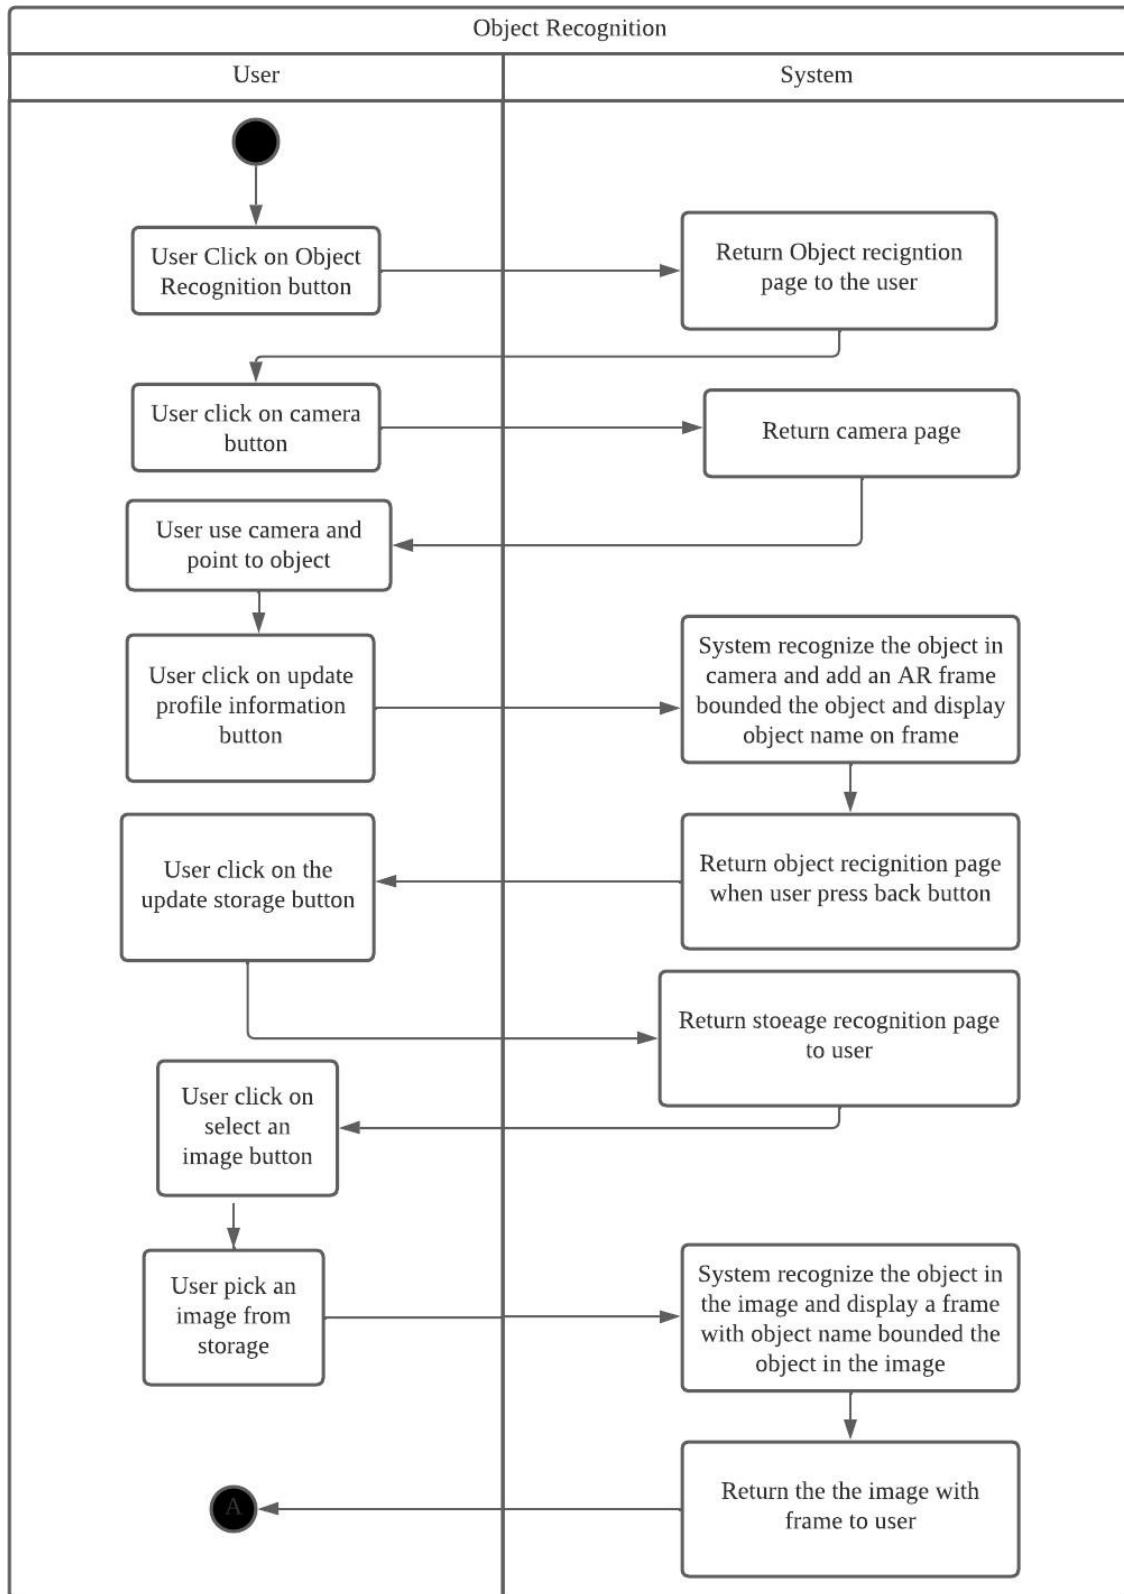 Object Recognition
User
System
User Click on Object
Recognition button
Return Object recigntion
page to the user
User click on camera
button
Return camera page
User use camera and
point to object
User click on update
profile information
button
System recognize the object in
camera and add an AR frame
bounded the object and display
object name on frame
Return object recignition page
when user press back button
User click on the
update storage button
Return stoeage recognition page
to user
User click on
select an
image button
User pick an
image from
storage
System recognize the object in
the image and display a frame
with object name bounded the
object in the image
Return the the image with
frame to user
A